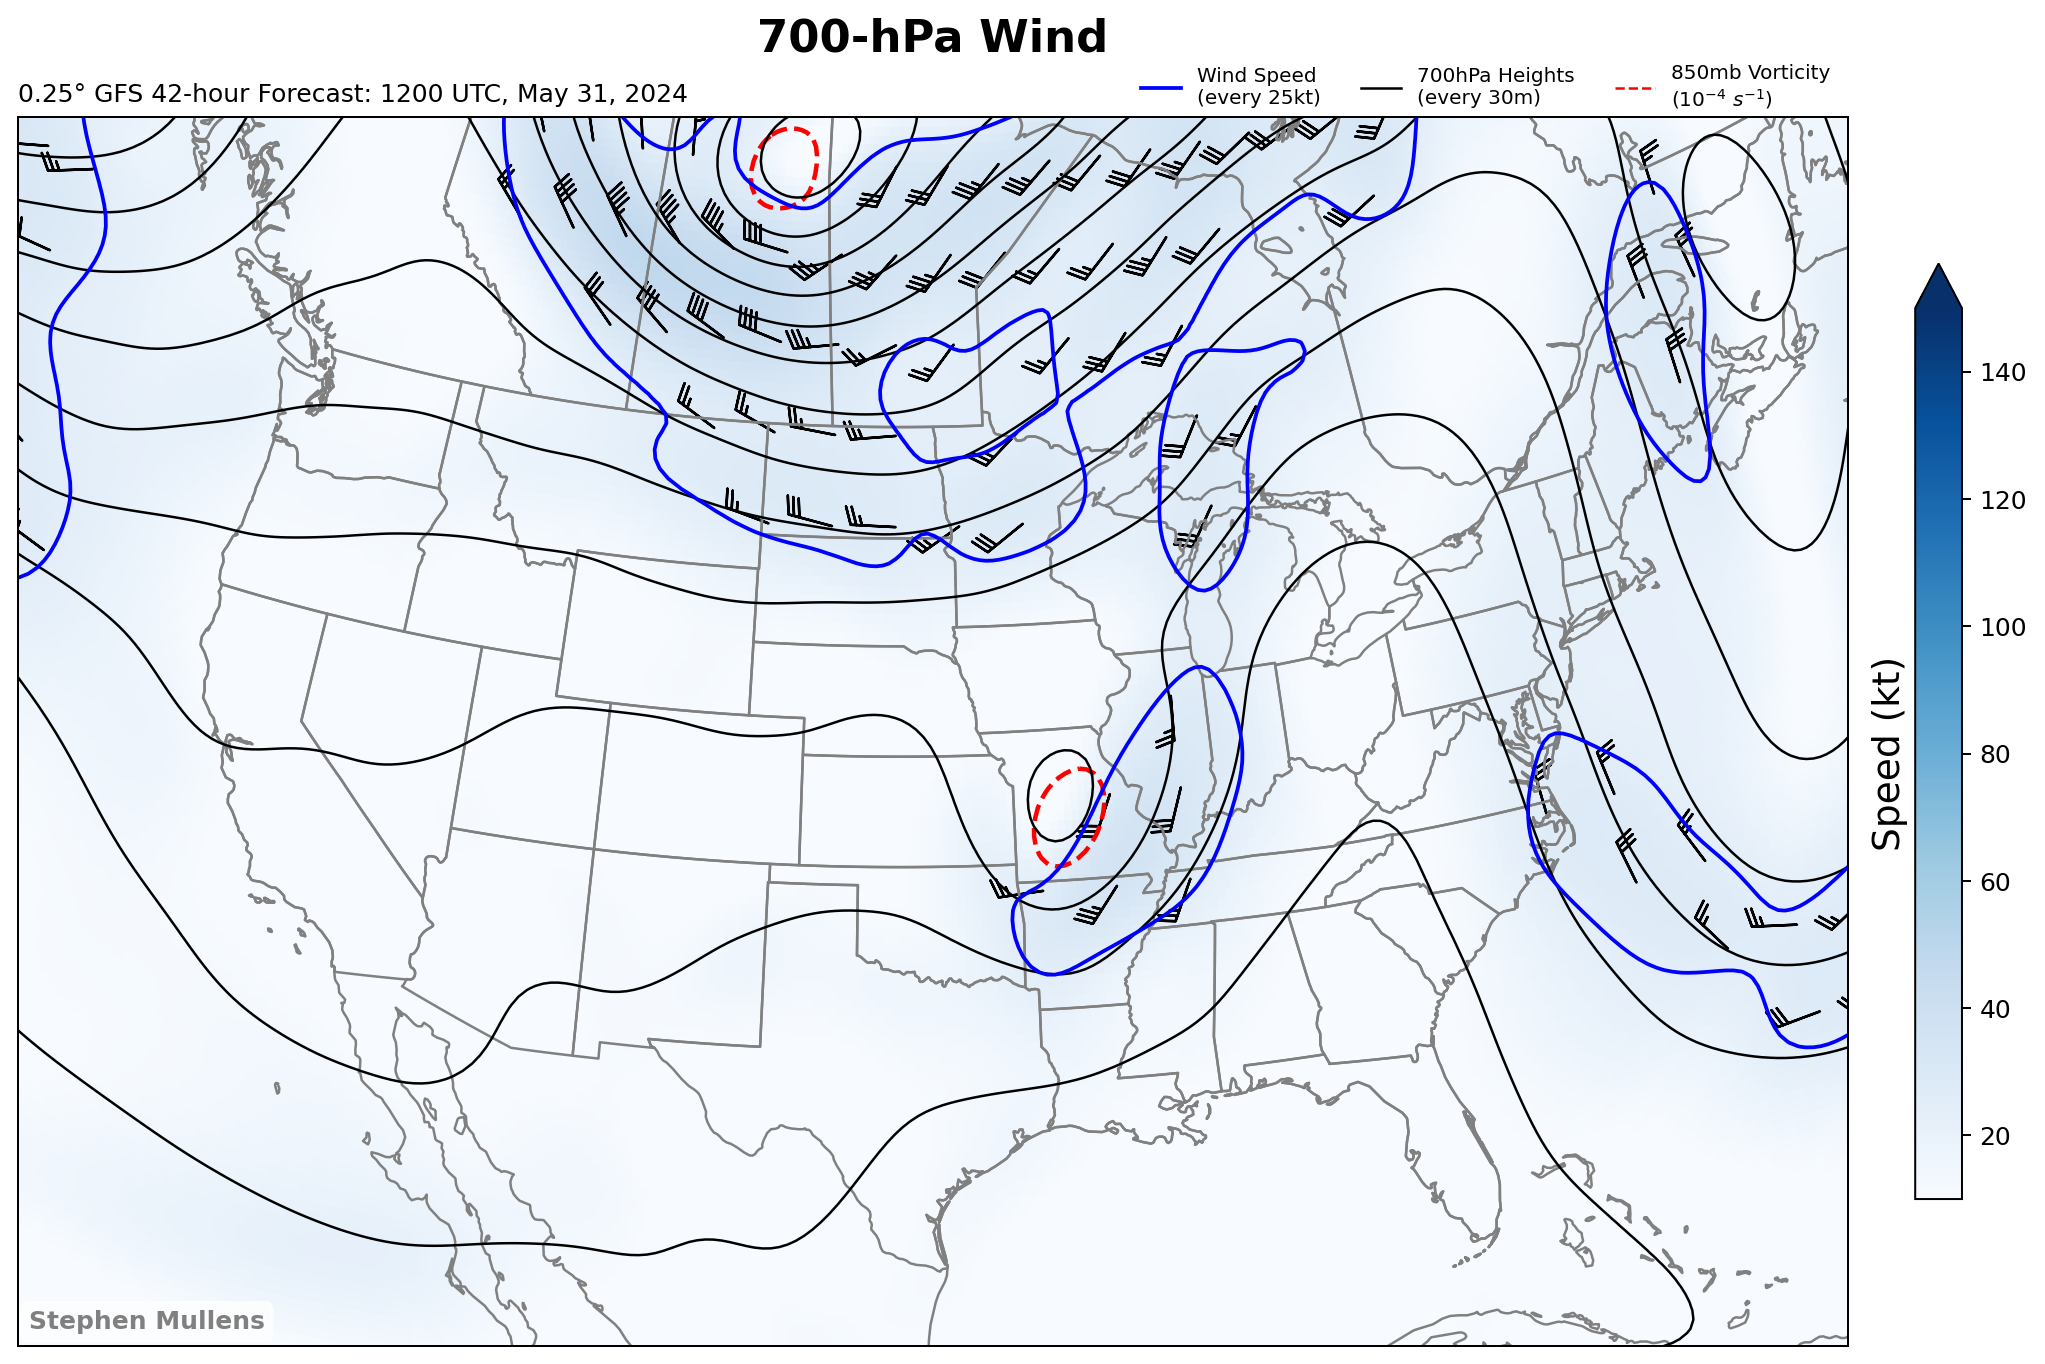 700-hPa Wind
0.25° GFS 42-hour Forecast: 1200 UTC, May 31, 2024
Wind Speed
(every 25kt)
700hPa Heights
(every 30m)
850mb Vorticity
(10⁻⁴ s⁻¹)
140
120
100
80
60
40
20
Speed (kt)
Stephen Mullens